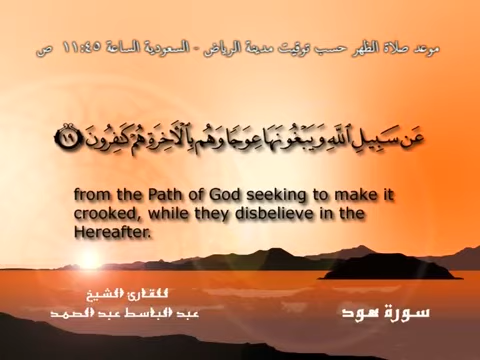 موعد صلاة الظهر حسب توقيت مدينة الرياض - السعودية الساعة ١١:٤٥ ص
عَن سَبِيلِ ٱللَّهِ وَيَبْغُونَهَا عِوَجًا وَهُم بِٱلْأَخِرَةِ هُمْ كَٰفِرُونَ ١٩
from the Path of God seeking to make it
crooked, while they disbelieve in the
Hereafter.
للقارئ الشيخ
عبد الباسط عبد الصمد
سورة هود